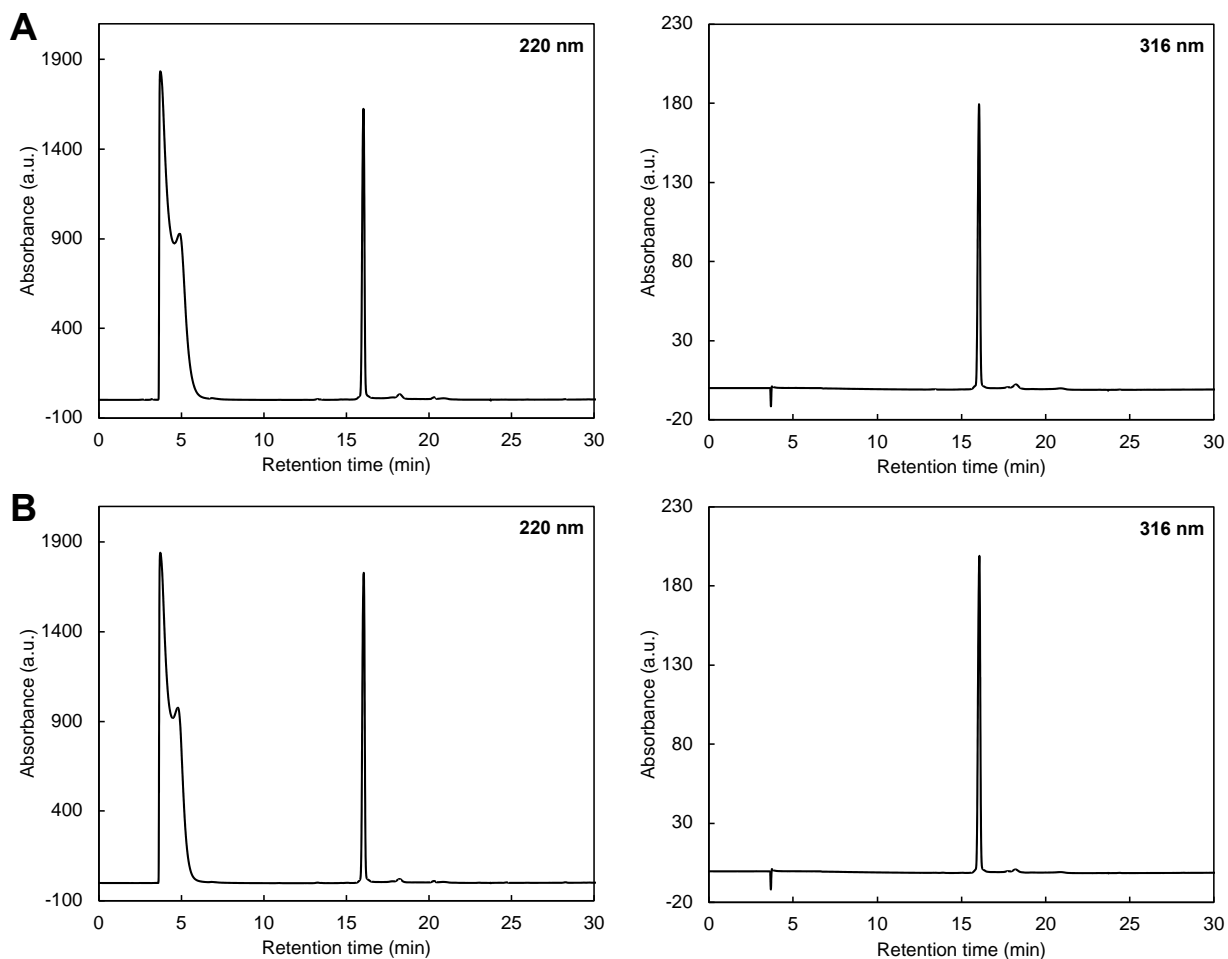 A
220 nm
Absorbance (a.u.)
1900
1400
900
400
-100
0 5 10 15 20 25 30
Retention time (min)
316 nm
Absorbance (a.u.)
230
180
130
80
30
-20
0 5 10 15 20 25 30
Retention time (min)
B
220 nm
Absorbance (a.u.)
1900
1400
900
400
-100
0 5 10 15 20 25 30
Retention time (min)
316 nm
Absorbance (a.u.)
230
180
130
80
30
-20
0 5 10 15 20 25 30
Retention time (min)